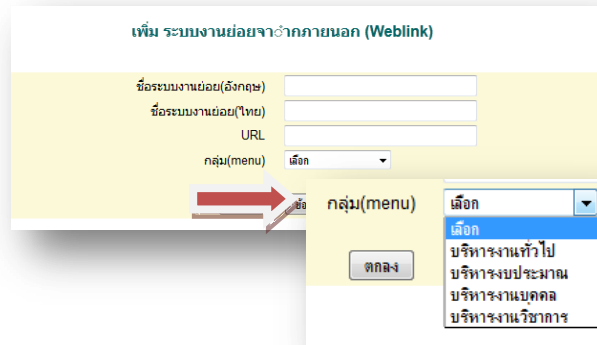 เพิ่ม ระบบงานย่อยจา่ำกภายนอก (Weblink)
ชื่อระบบงานย่อย(อังกฤษ)
ชื่อระบบงานย่อย(ไทย)
URL
กลุ่ม(menu) เลือก
กลุ่ม(menu) เลือก
เลือก
บริหารงานทั่วไป
ตกลง บริหารงบประมาณ
บริหารงานบุคคล
บริหารงานวิชาการ